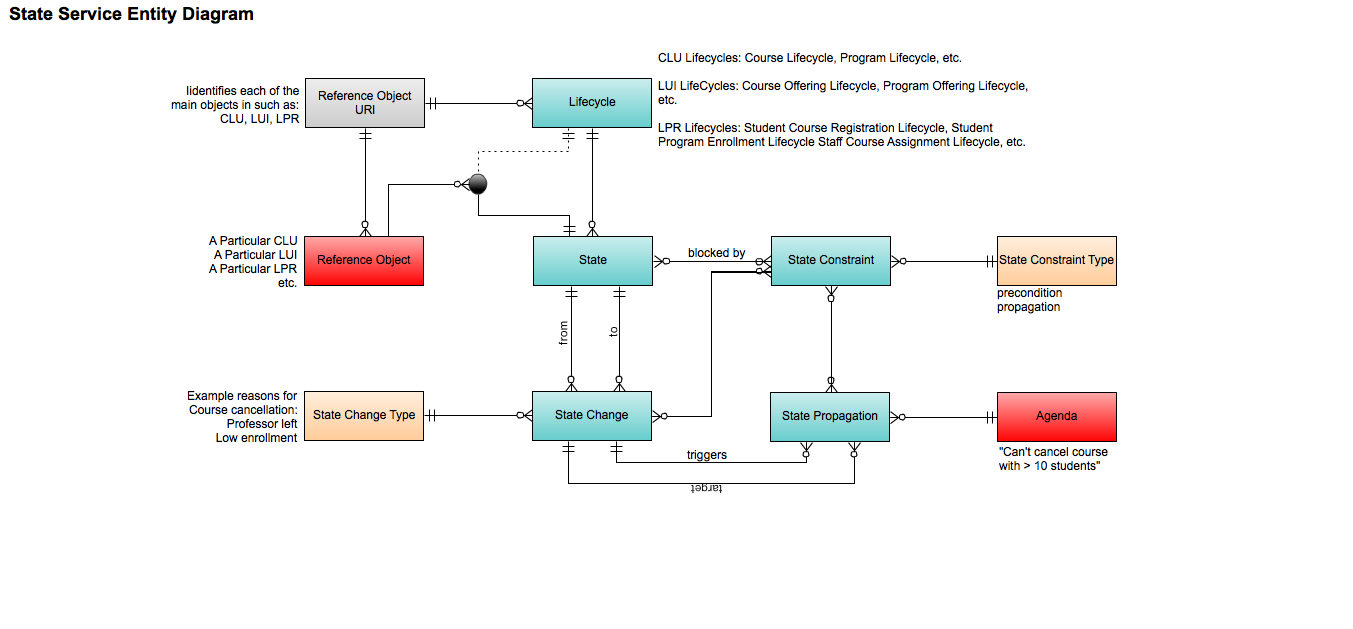 State Service Entity Diagram
CLU Lifecycles: Course Lifecycle, Program Lifecycle, etc.
LUI LifeCycles: Course Offering Lifecycle, Program Offering Lifecycle,
etc.
LPR Lifecycles: Student Course Registration Lifecycle, Student
Program Enrollment Lifecycle Staff Course Assignment Lifecycle, etc.
Iidentifies each of the
main objects in such as:
CLU, LUI, LPR
Reference Object
URI
Lifecycle
A Particular CLU
A Particular LUI
A Particular LPR
etc.
Reference Object
State
blocked by
State Constraint
State Constraint Type
precondition
propagation
from
to
Example reasons for
Course cancellation:
Professor left
Low enrollment
State Change Type
State Change
State Propagation
Agenda
"Can't cancel course
with > 10 students"
triggers
target